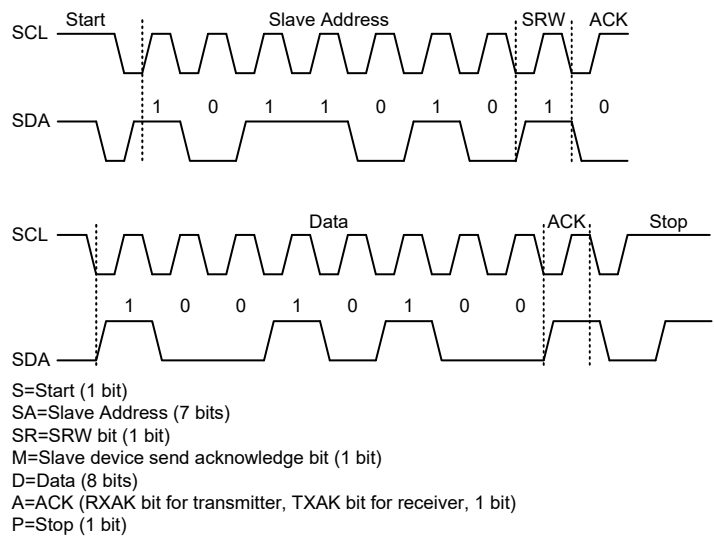 Start Slave Address SRW ACK
SCL
1 0 1 1 0 1 0 1 0
SDA
Data ACK Stop
SCL
1 0 0 1 0 1 0 0
SDA
S=Start (1 bit)
SA=Slave Address (7 bits)
SR=SRW bit (1 bit)
M=Slave device send acknowledge bit (1 bit)
D=Data (8 bits)
A=ACK (RXAK bit for transmitter, TXAK bit for receiver, 1 bit)
P=Stop (1 bit)